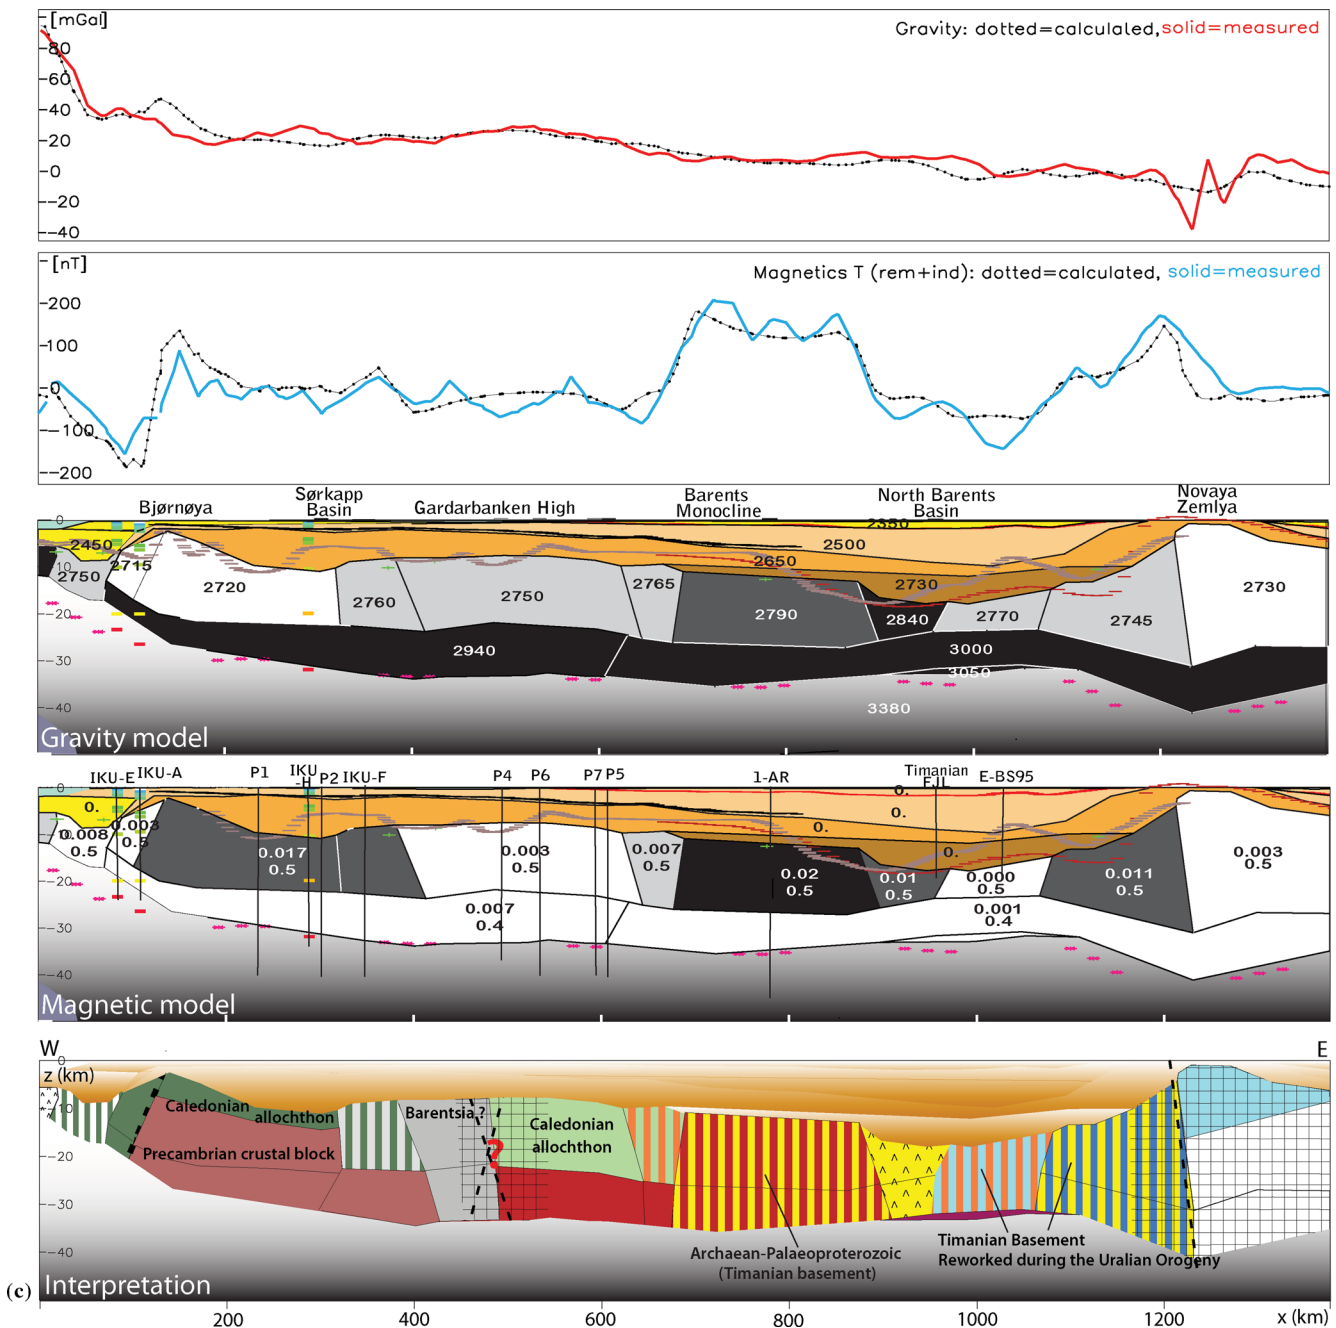 [mGal]
Gravity: dotted=calculated, solid=measured
80
60
40
20
0
-20
-40
[nT]
Magnetics T (rem+ind): dotted=calculated, solid=measured
200
100
0
-100
-200
Bjørnøya
Sørkapp
Basin
Gardarbanken High
Barents
Monocline
North Barents
Basin
Novaya
Zemlya
0
10
-20
-30
-40
2450
2750
2715
2720
2760
2750
2765
2790
2650
2500
2350
2730
2840
2770
2745
2730
2940
3000
3050
3380
Gravity model
IKU-E
IKU-A
P1
IKU
-H
P2
IKU-F
P4
P6
P7
P5
1-AR
Timanian
FJL
E-BS95
0
-10
-20
-30
-40
0.
0.008
0.5
0.003
0.5
0.017
0.5
0.003
0.5
0.007
0.5
0.02
0.5
0.
0.
0.
0.
0.01
0.5
0.000
0.5
0.011
0.5
0.003
0.5
0.007
0.4
0.001
0.4
Magnetic model
W
E
0
z (km)
-10
-20
-30
-40
Caledonian
allochthon
Precambrian crustal block
Barentsia ?
?
Caledonian
allochthon
Archaean-Palaeoproterozoic
(Timanian basement)
Timanian Basement
Reworked during the Uralian Orogeny
Interpretation
(c)
200
400
600
800
1000
1200
x (km)